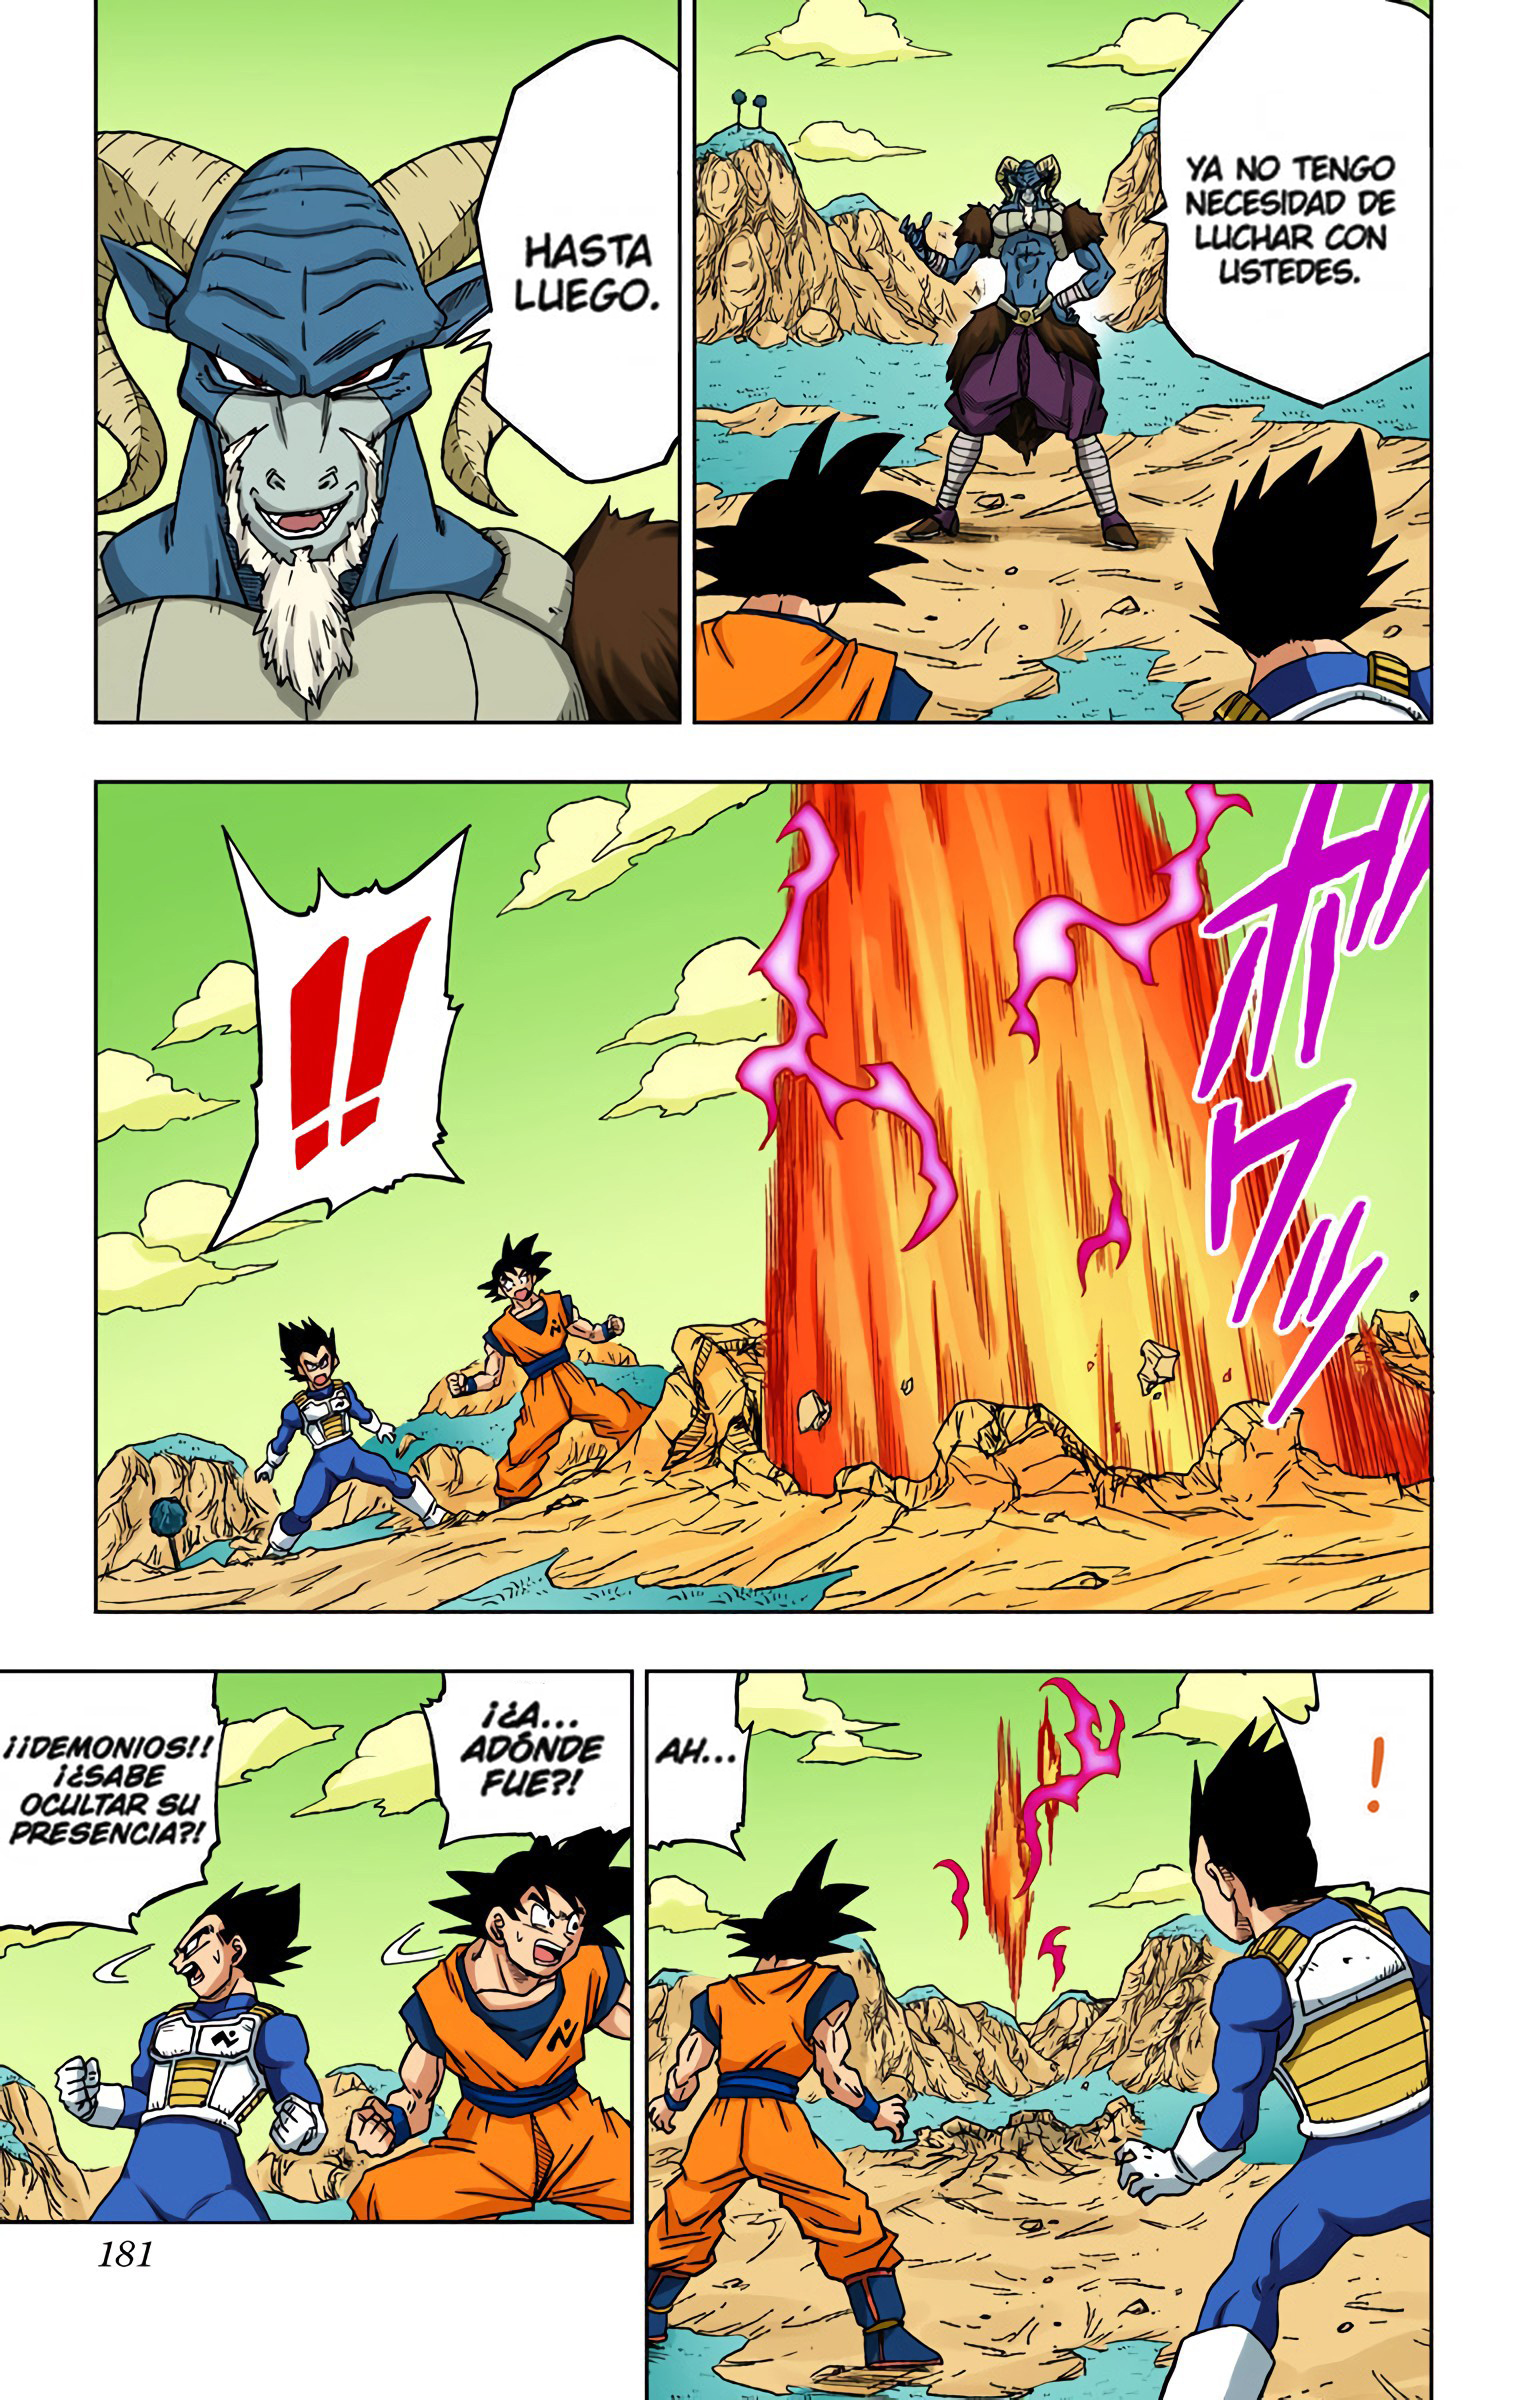 YA NO TENGO
NECESIDAD DE
LUCHAR CON
USTEDES.
HASTA
LUEGO.
!!
!
AH...
¡¿A...
ADÓNDE
FUE?!
¡¡DEMONIOS!!
¡¿SABE
OCULTAR SU
PRESENCIA?!
181